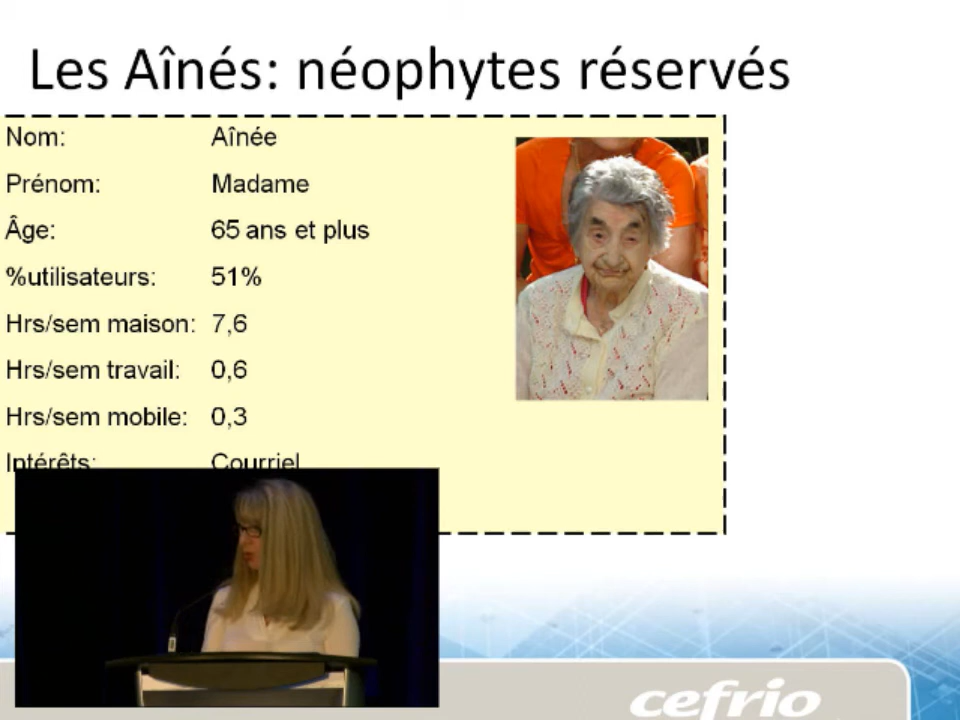 Les Aînés: néophytes réservés
Nom: Aînée
Prénom: Madame
Âge: 65 ans et plus
%utilisateurs: 51%
Hrs/sem maison: 7,6
Hrs/sem travail: 0,6
Hrs/sem mobile: 0,3
Intérêts: Courriel
cefrio